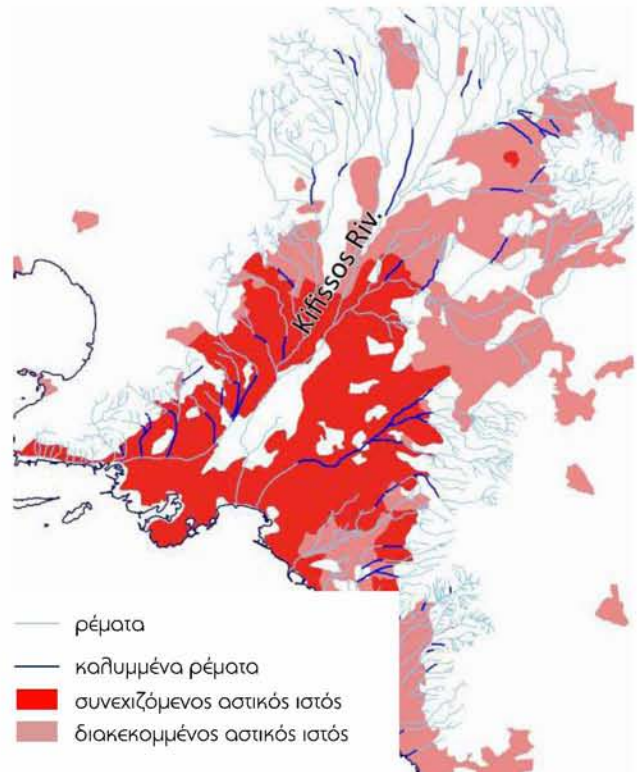 Kifissos Riv.
ρέματα
καλυμμένα ρέματα
συνεχιζόμενος αστικός ιστός
διακεκομμένος αστικός ιστός